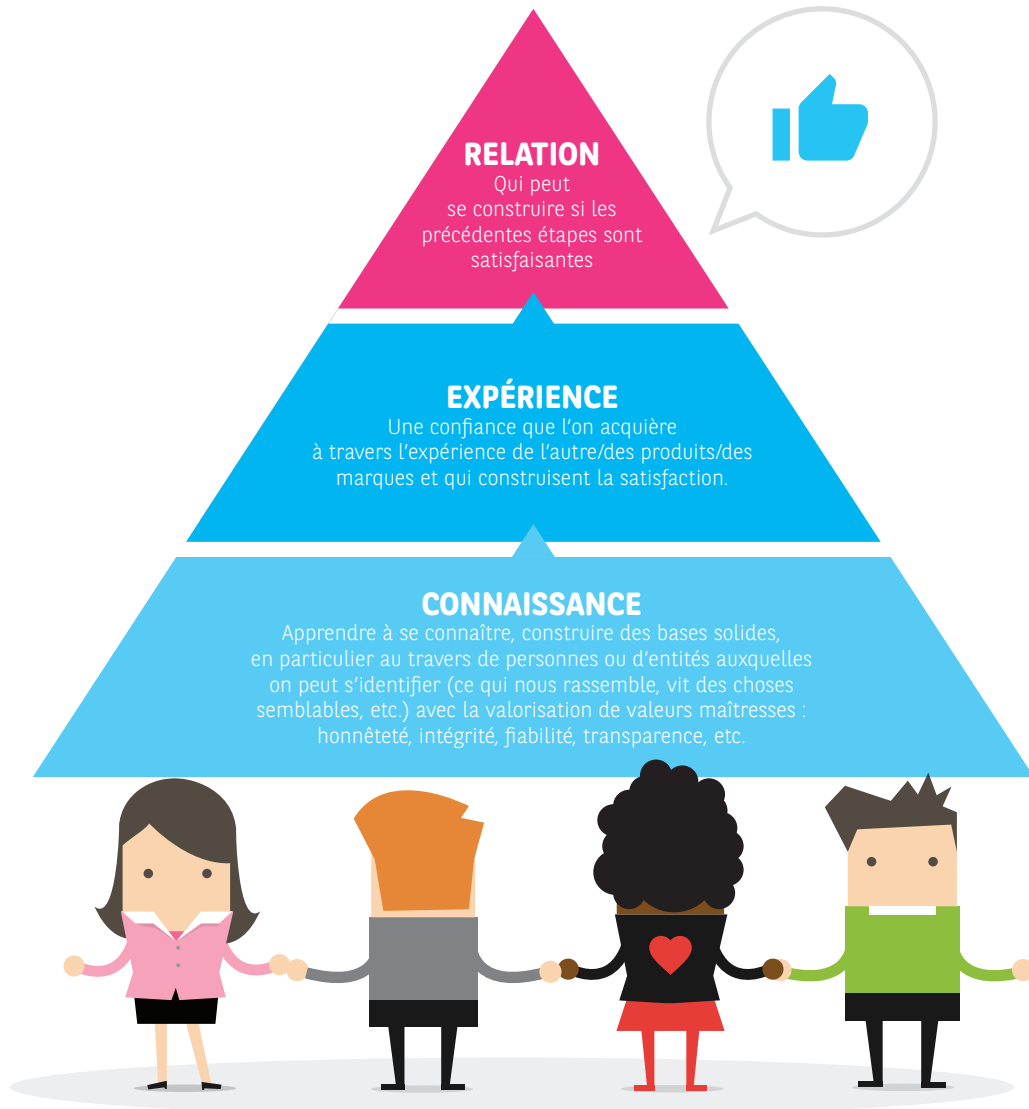 RELATION
Qui peut
se construire si les
précédentes étapes sont
satisfaisantes
EXPÉRIENCE
Une confiance que l’on acquière
à travers l’expérience de l’autre/des produits/des
marques et qui construisent la satisfaction.
CONNAISSANCE
Apprendre à se connaître, construire des bases solides,
en particulier au travers de personnes ou d’entités auxquelles
on peut s’identifier (ce qui nous rassemble, vit des choses
semblables, etc.) avec la valorisation de valeurs maîtresses :
honnêteté, intégrité, fiabilité, transparence, etc.